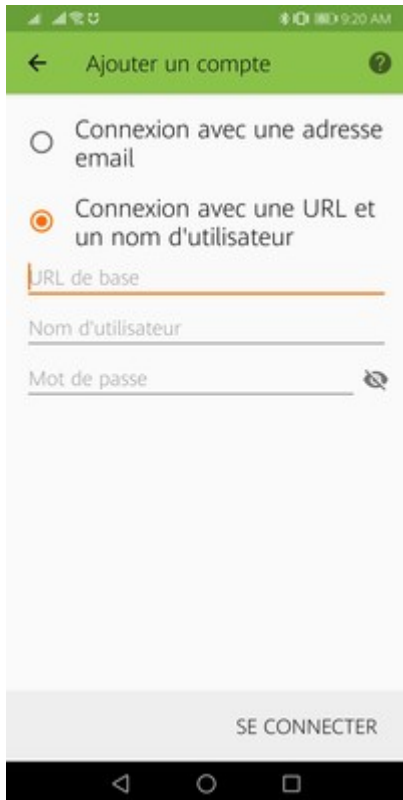 9:20 AM
Ajouter un compte
Connexion avec une adresse
email
Connexion avec une URL et
un nom d'utilisateur
URL de base
Nom d'utilisateur
Mot de passe
SE CONNECTER